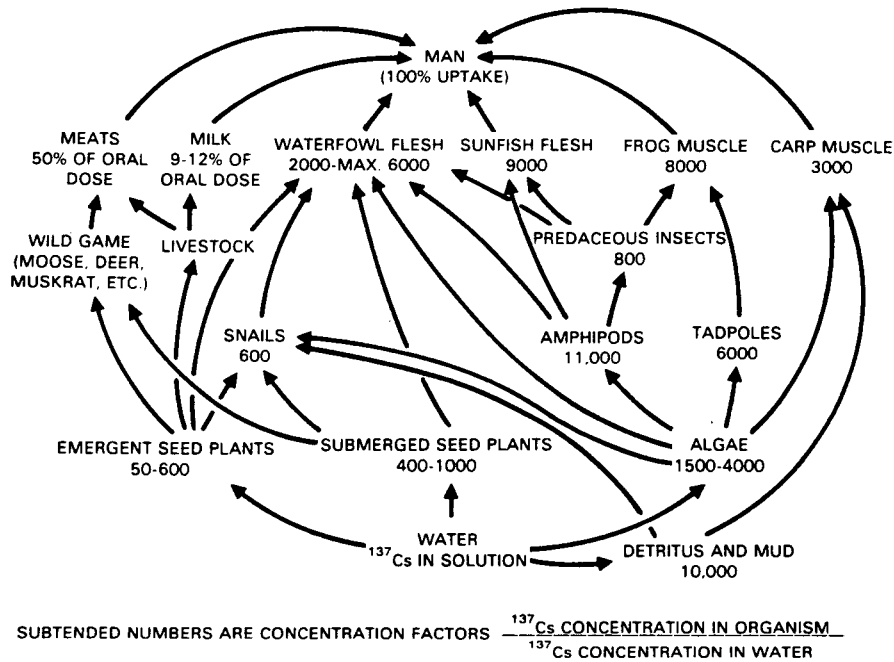 MAN
(100% UPTAKE)
MEATS
50% OF ORAL
DOSE
MILK
9-12% OF
ORAL DOSE
WATERFOWL FLESH
2000-MAX. 6000
SUNFISH FLESH
9000
FROG MUSCLE
8000
CARP MUSCLE
3000
WILD GAME
(MOOSE, DEER,
MUSKRAT, ETC.)
LIVESTOCK
PREDACEOUS INSECTS
800
SNAILS
600
AMPHIPODS
11,000
TADPOLES
6000
EMERGENT SEED PLANTS
50-600
SUBMERGED SEED PLANTS
400-1000
ALGAE
1500-4000
WATER
¹³⁷Cs IN SOLUTION
DETRITUS AND MUD
10,000
SUBTENDED NUMBERS ARE CONCENTRATION FACTORS
¹³⁷Cs CONCENTRATION IN ORGANISM
¹³⁷Cs CONCENTRATION IN WATER